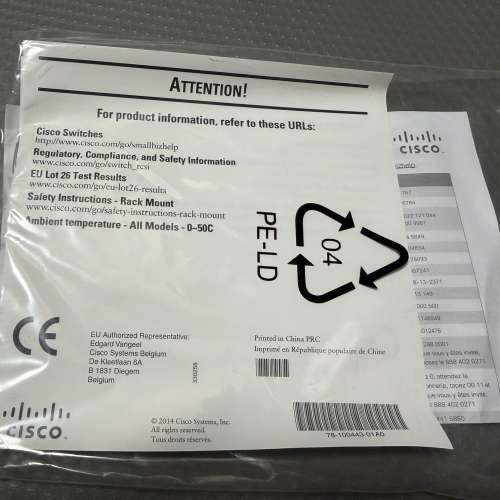 ATTENTION!
For product information, refer to these URLs:
Cisco Switches
http://www.cisco.com/go/smallbizhelp
Regulatory, Compliance, and Safety Information
www.cisco.com/go/switch_rcsi
EU Lot 26 Test Results
www.cisco.com/go/eu-lot26-results
Safety Instructions - Rack Mount
www.cisco.com/go/safety-instructions-rack-mount
Ambient temperature - All Models - 0~50C
04
PE-LD
CE
EU Authorized Representative:
Edgard Vangeel
Cisco Systems Belgium
De Kleetlaan 6A
B 1831 Diegem
Belgium
Printed in China PRC
Imprimé en République populaire de Chine
CISCO
© 2014 Cisco Systems, Inc.
All rights reserved.
Tous droits réservés.
78-100443-01A0
CISCO